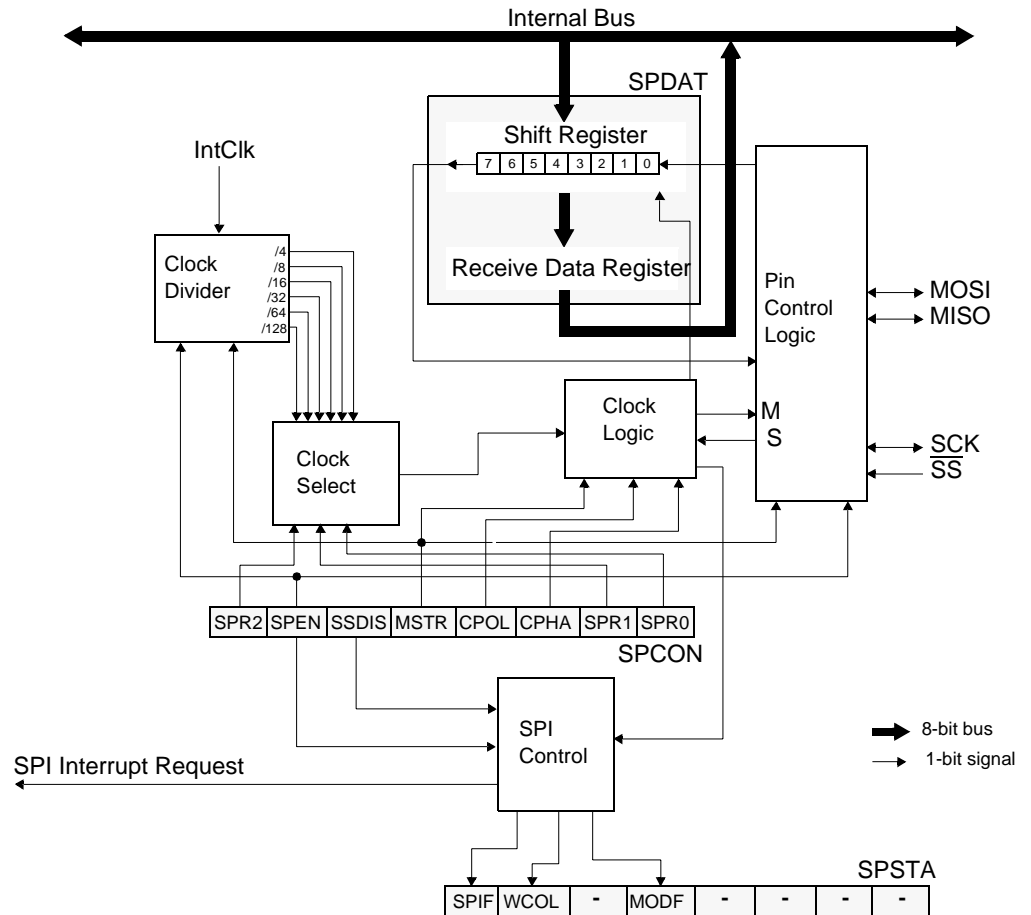 Internal Bus
SPDAT
Shift Register
7 6 5 4 3 2 1 0
IntClk
Clock
Divider
/4
/8
/16
/32
/64
/128
Receive Data Register
Pin
Control
Logic
MOSI
MISO
Clock
Logic
M
S
SCK
SS
Clock
Select
SPR2 SPEN SSDIS MSTR CPOL CPHA SPR1 SPR0
SPCON
SPI
Control
8-bit bus
1-bit signal
SPI Interrupt Request
SPSTA
SPIF WCOL - MODF - - - -